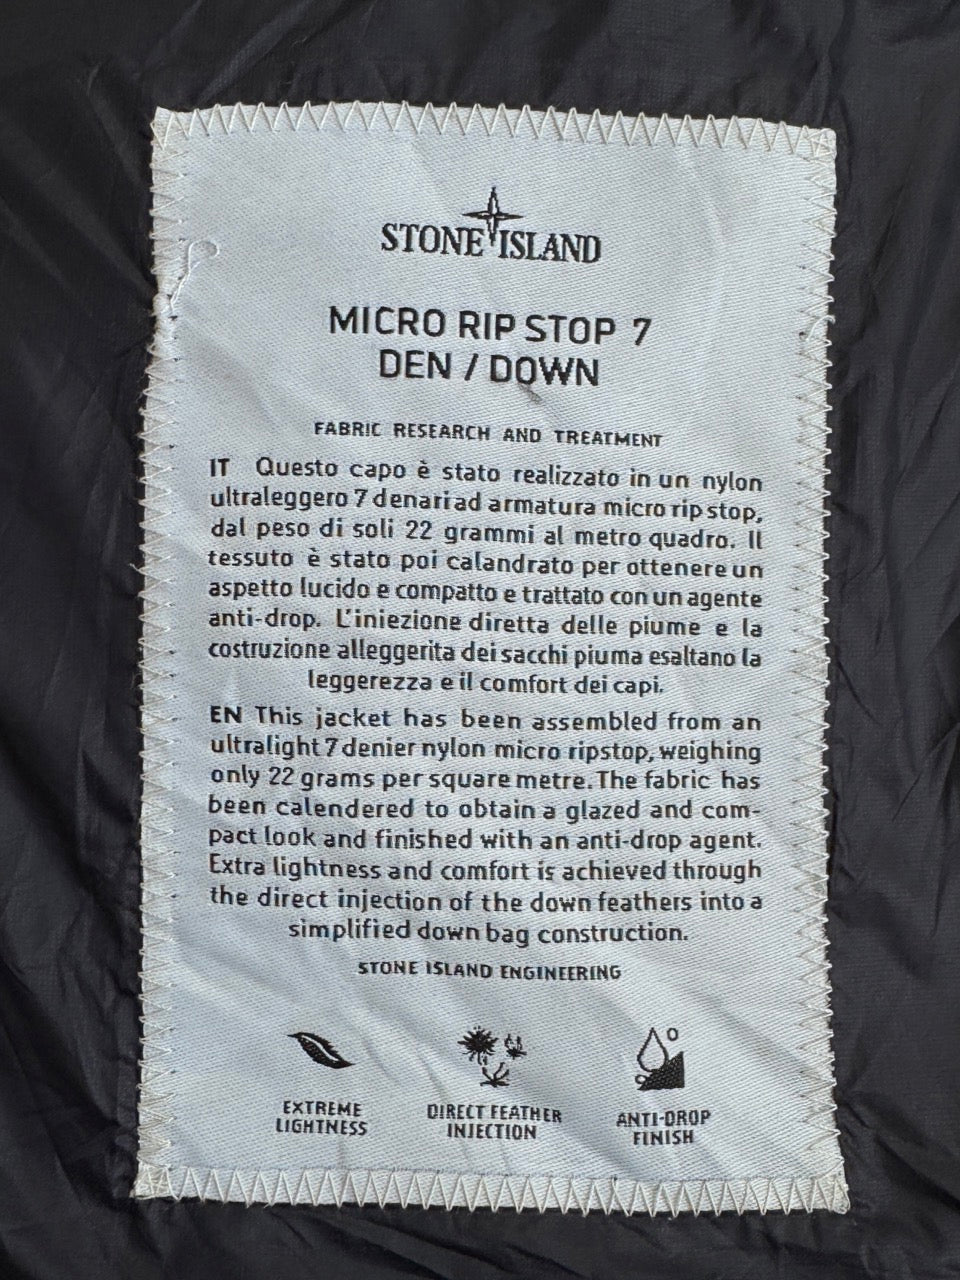 STONE ISLAND
MICRO RIP STOP 7
DEN / DOWN
FABRIC RESEARCH AND TREATMENT
IT Questo capo è stato realizzato in un nylon
ultraleggero 7 denari ad armatura micro rip stop,
dal peso di soli 22 grammi al metro quadro. Il
tessuto è stato poi calandrato per ottenere un
aspetto lucido e compatto e trattato con un agente
anti-drop. L'iniezione diretta delle piume e la
costruzione alleggerita dei sacchi piuma esaltano la
leggerezza e il comfort dei capi.
EN This jacket has been assembled from an
ultralight 7 denier nylon micro ripstop, weighing
only 22 grams per square metre. The fabric has
been calendered to obtain a glazed and com-
pact look and finished with an anti-drop agent.
Extra lightness and comfort is achieved through
the direct injection of the down feathers into a
simplified down bag construction.
STONE ISLAND ENGINEERING
EXTREME
LIGHTNESS
DIRECT FEATHER
INJECTION
ANTI-DROP
FINISH